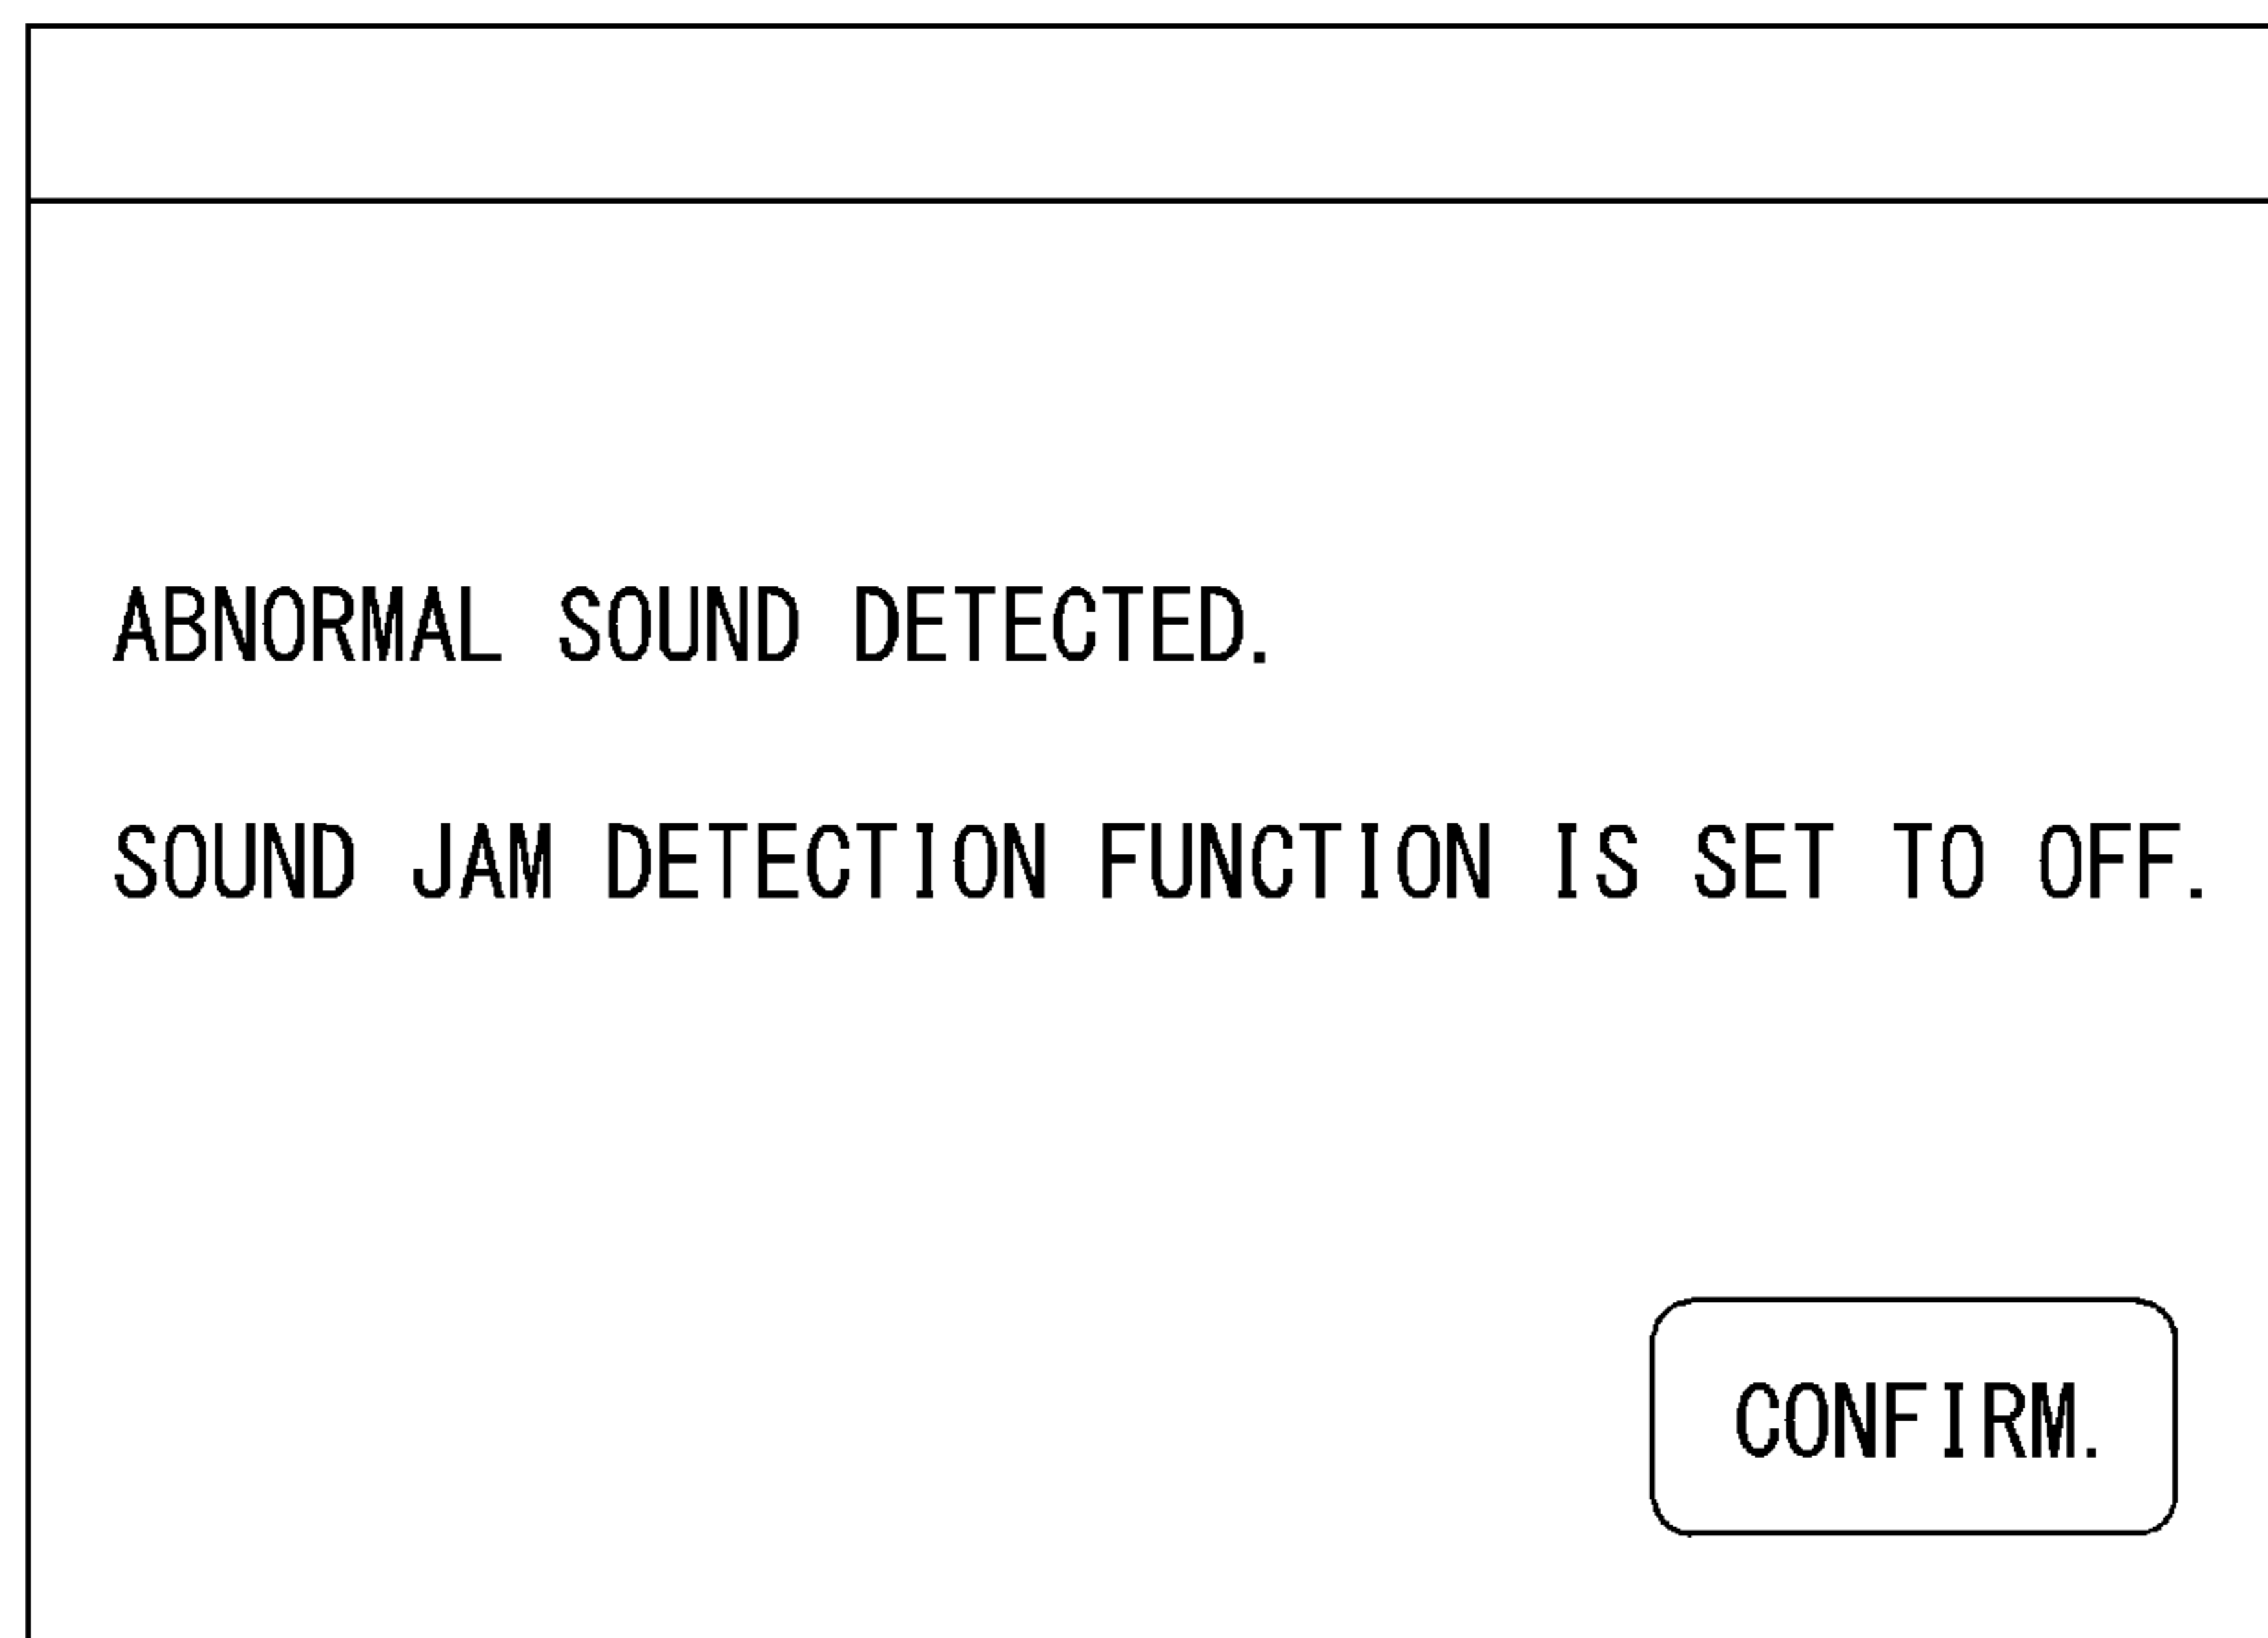 ABNORMAL SOUND DETECTED.
SOUND JAM DETECTION FUNCTION IS SET TO OFF.
CONFIRM.